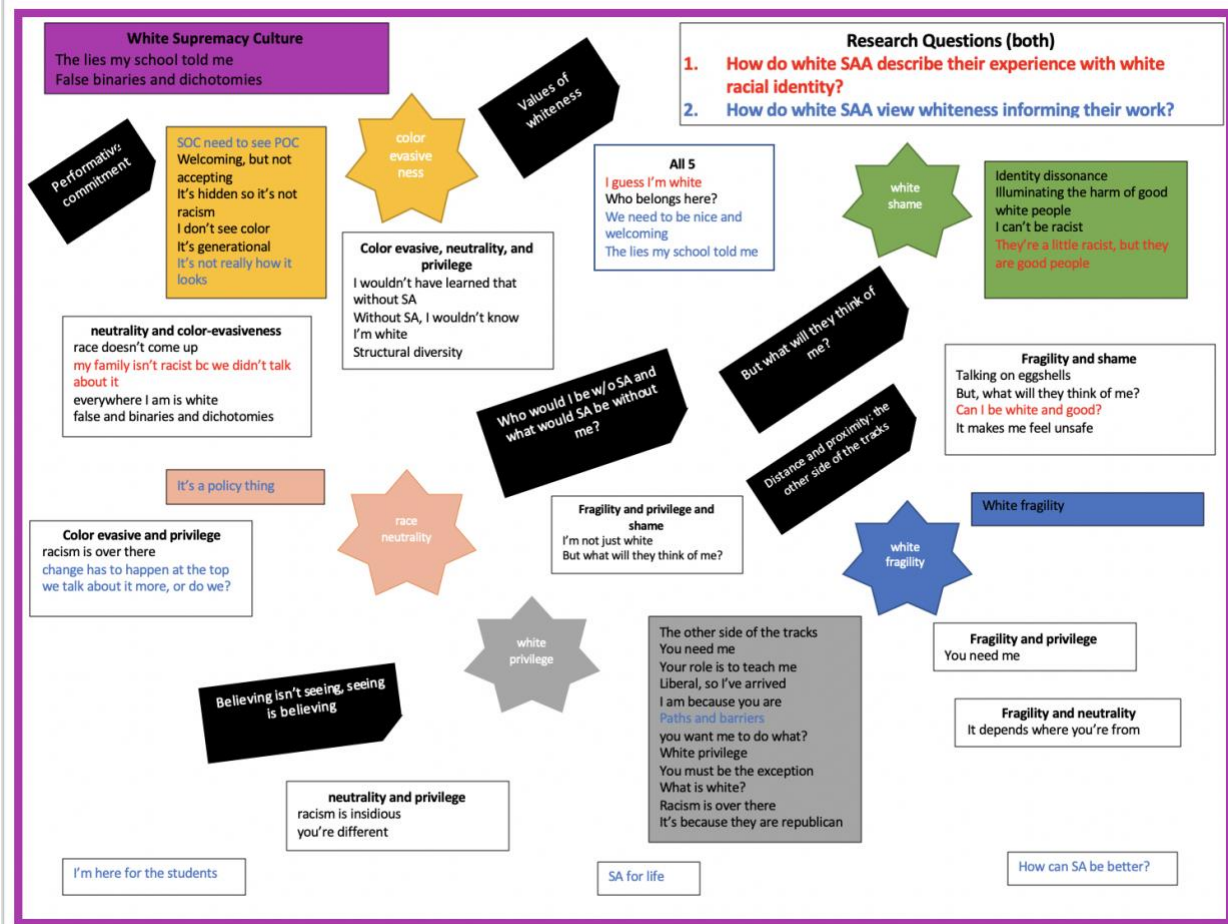 White Supremacy Culture
The lies my school told me
False binaries and dichotomies
Research Questions (both)
1. How do white SAA describe their experience with white
racial identity?
2. How do white SAA view whiteness informing their work?
Values of
whiteness
Performative
commitment
SOC need to see POC
Welcoming, but not
accepting
It's hidden so it's not
racism
I don't see color
It's generational
It's not really how it
looks
color
evasive
ness
All 5
I guess I'm white
Who belongs here?
We need to be nice and
welcoming
The lies my school told me
white
shame
Identity dissonance
Illuminating the harm of good
white people
I can't be racist
They're a little racist, but they
are good people
Color evasive, neutrality, and
privilege
I wouldn't have learned that
without SA
Without SA, I wouldn't know
I'm white
Structural diversity
neutrality and color-evasiveness
race doesn't come up
my family isn't racist bc we didn't talk
about it
everywhere I am is white
false and binaries and dichotomies
Who would I be w/o SA and
what would SA be without
me?
But what will they think of
me?
Distance and proximity: the
other side of the tracks
Fragility and shame
Talking on eggshells
But, what will they think of me?
Can I be white and good?
It makes me feel unsafe
It's a policy thing
race
neutrality
Fragility and privilege and
shame
I'm not just white
But what will they think of me?
white
fragility
White fragility
Color evasive and privilege
racism is over there
change has to happen at the top
we talk about it more, or do we?
white
privilege
The other side of the tracks
You need me
Your role is to teach me
Liberal, so I've arrived
I am because you are
Paths and barriers
you want me to do what?
White privilege
You must be the exception
What is white?
Racism is over there
It's because they are republican
Fragility and privilege
You need me
Fragility and neutrality
It depends where you're from
Believing isn't seeing, seeing
is believing
neutrality and privilege
racism is insidious
you're different
I'm here for the students
SA for life
How can SA be better?